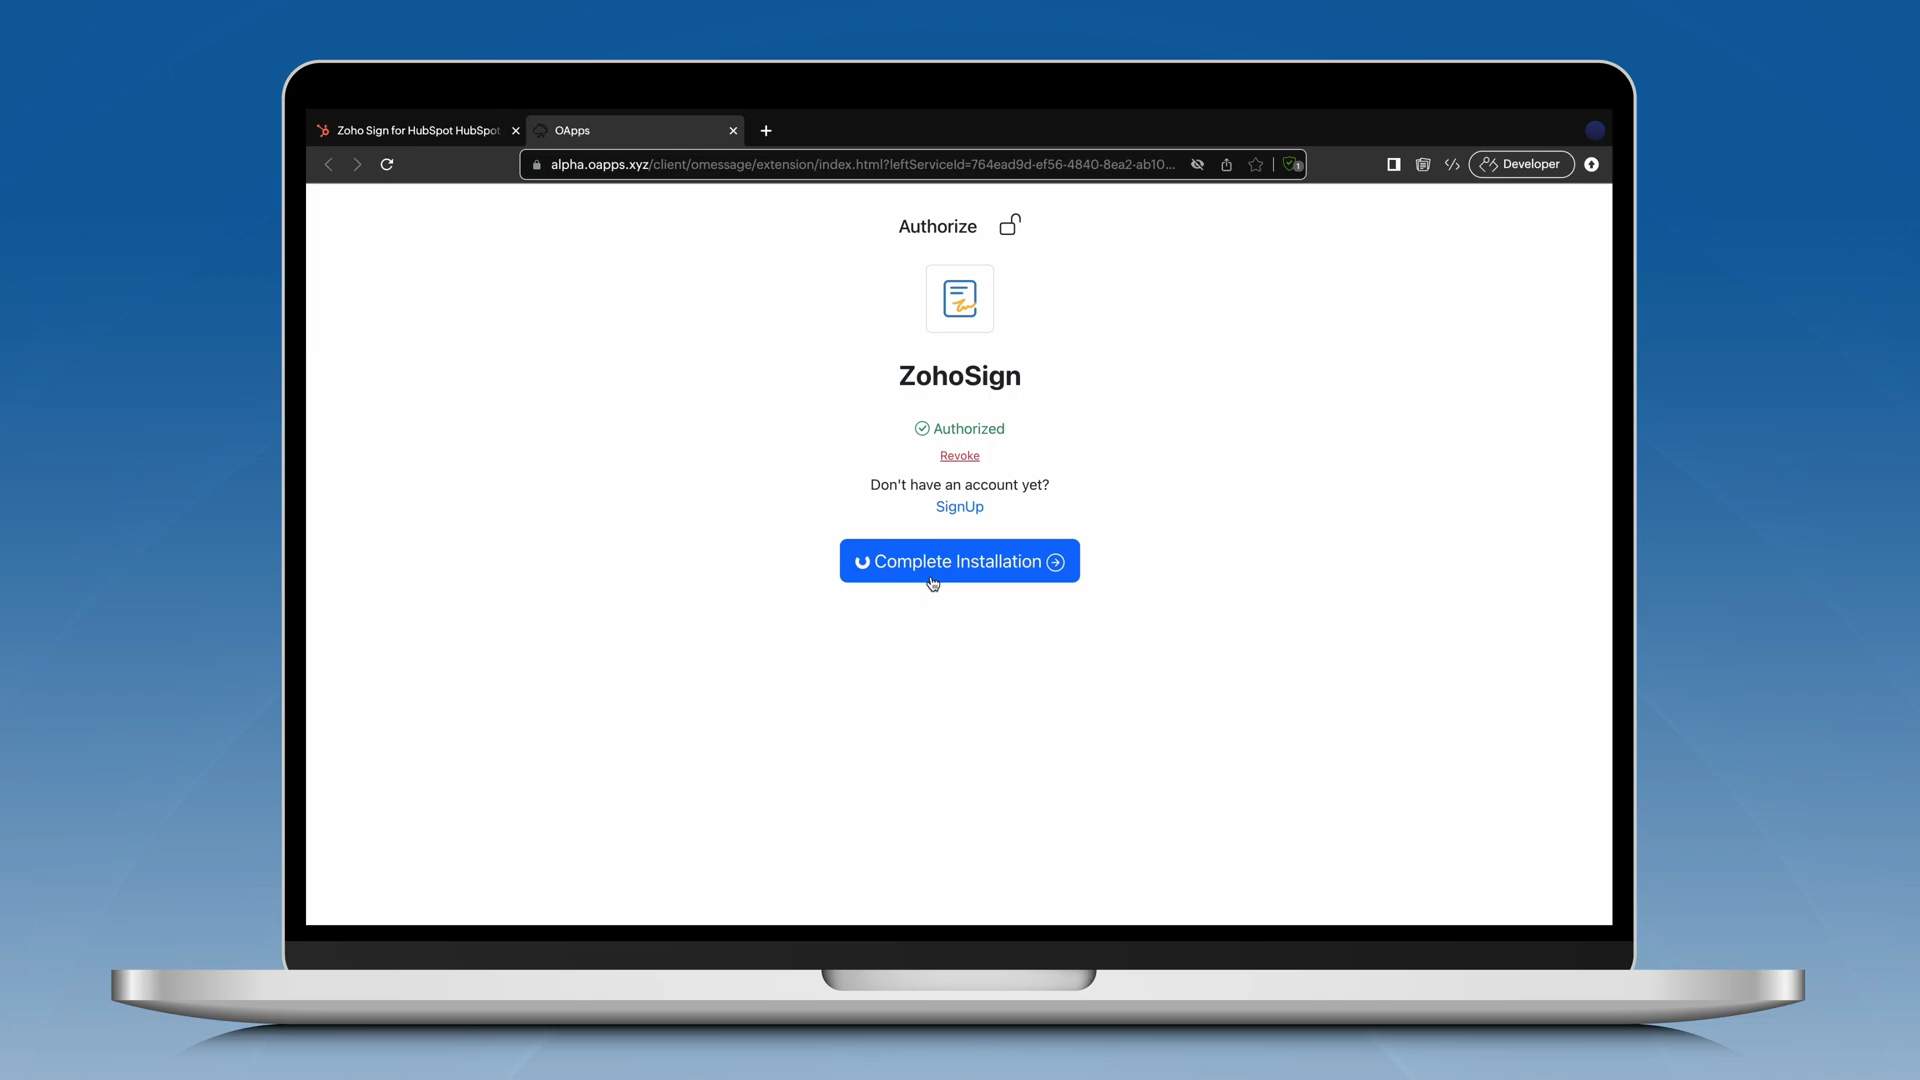 Zoho Sign for HubSpot HubSpot
OApps
alpha.oapps.xyz/client/omessage/extension/index.html?leftServiceId=764ead9d-ef56-4840-8ea2-ab10...
1
Developer
Authorize
ZohoSign
Authorized
Revoke
Don't have an account yet?
SignUp
Complete Installation